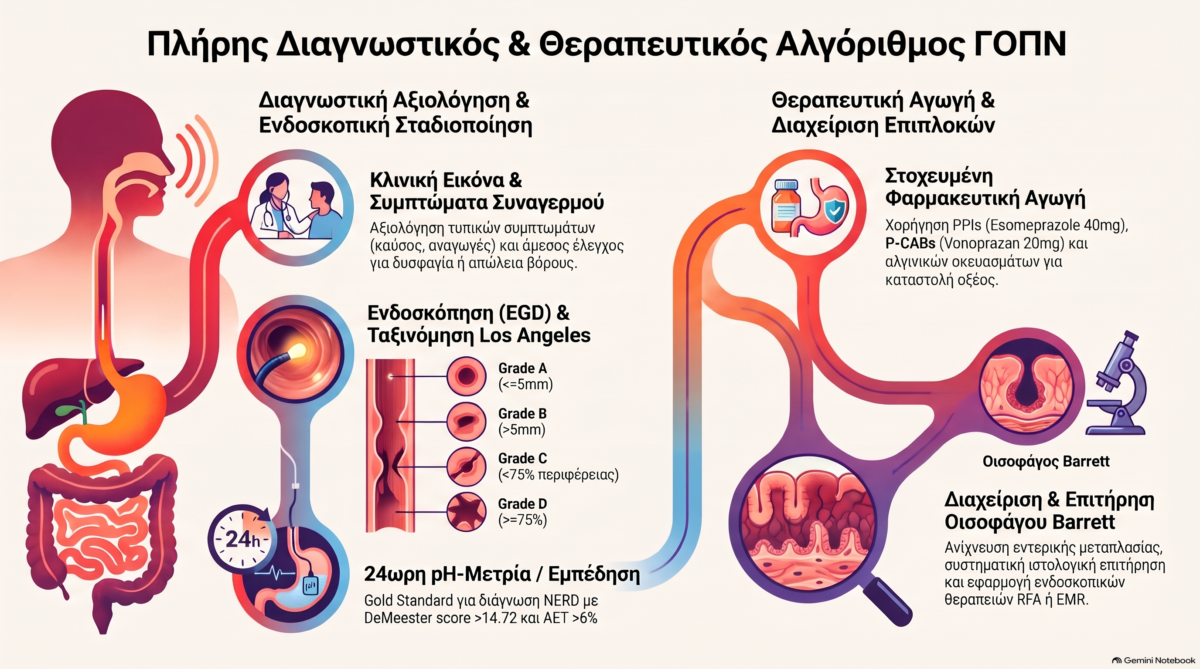 Πλήρης Διαγνωστικός & Θεραπευτικός Αλγόριθμος ΓΟΠΝ
Διαγνωστική Αξιολόγηση &
Ενδοσκοπική Σταδιοποίηση
Κλινική Εικόνα &
Συμπτώματα Συναγερμού
Αξιολόγηση τυπικών συμπτωμάτων
(καύσος, αναγωγές) και άμεσος έλεγχος
για δυσφαγία ή απώλεια βόρους.
Ενδοσκόπηση (EGD) &
Ταξινόμηση Los Angeles
Grade A
(<=5mm)
Grade B
(>5mm)
Grade C
(<75% περιφέρειας)
Grade D
(>=75%)
24h
pH
24ωρη pH-Μετρία / Εμπέδηση
Gold Standard για διάγνωση NERD με
DeMeester score >14.72 και AET >6%
Θεραπευτική Αγωγή &
Διαχείριση Επιπλοκών
Στοχευμένη
Φαρμακευτική Αγωγή
Χορήγηση PPIs (Esomeprazole 40mg),
P-CABs (Vonoprazan 20mg) και
αλγινικών οκευασμάτων για
καταστολή οξέος.
Οισοφάγος Barrett
Διαχείριση & Επιτήρηση
Οισοφάγου Barrett
Ανίχνευση εντερικής μεταπλασίας,
συστηματική ιστολογική επιτήρηση
και εφαρμογή ενδοσκοπικών
θεραπειών RFA ή EMR.
Gemini Notebook